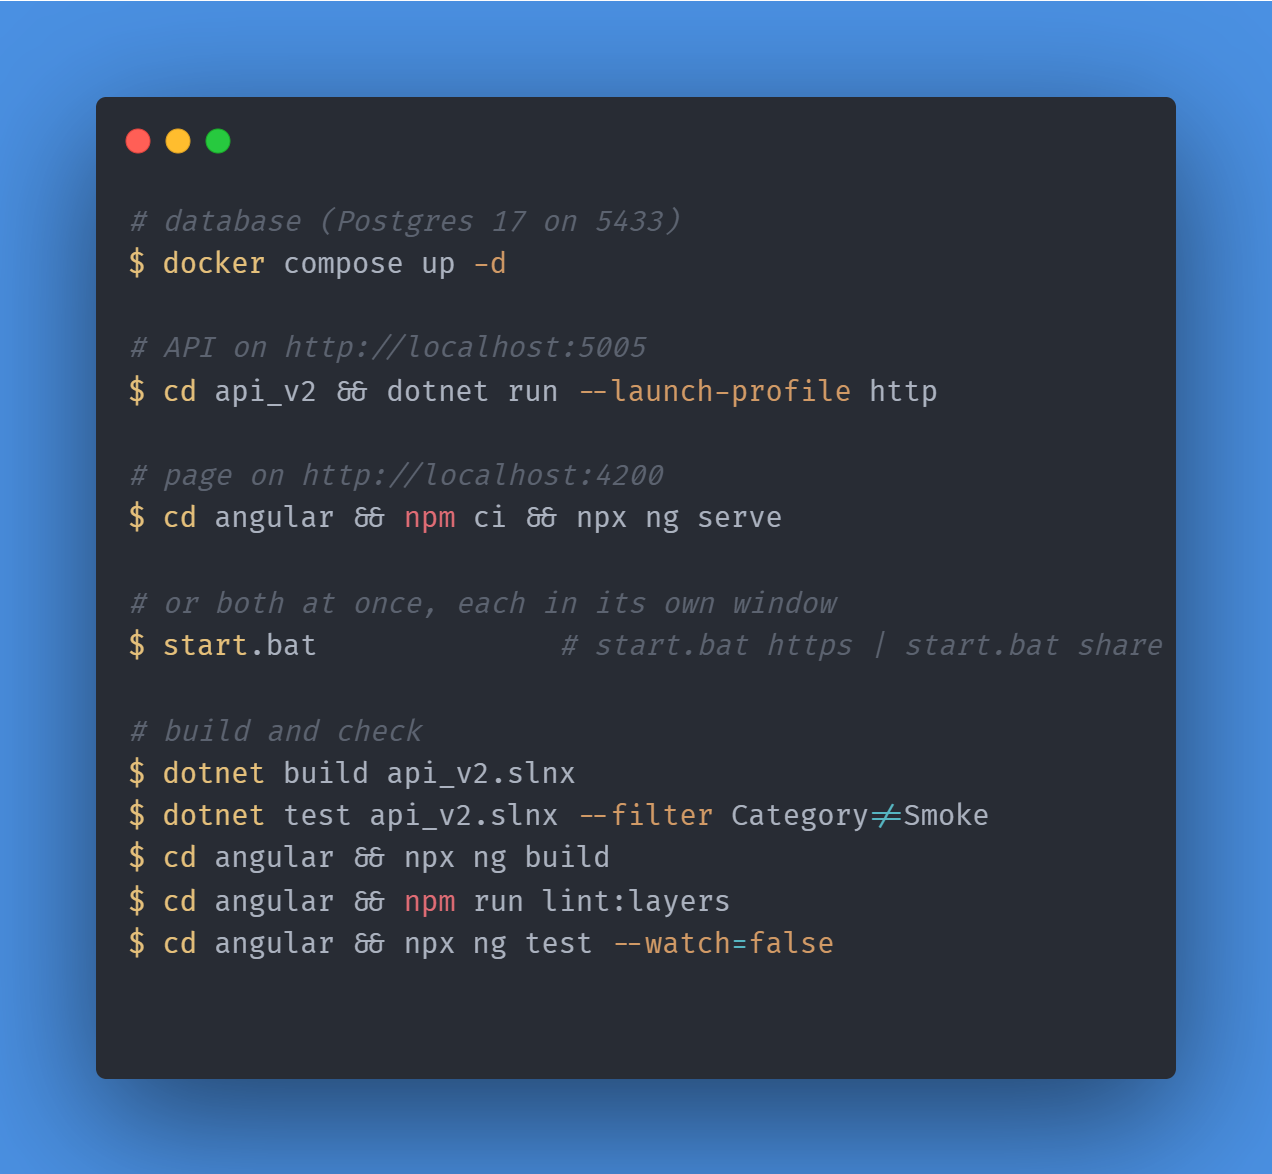 # database (Postgres 17 on 5433)
$ docker compose up -d
# API on http://localhost:5005
$ cd api_v2 && dotnet run --launch-profile http
# page on http://localhost:4200
$ cd angular && npm ci && npx ng serve
# or both at once, each in its own window
$ start.bat              # start.bat https | start.bat share
# build and check
$ dotnet build api_v2.slnx
$ dotnet test api_v2.slnx --filter Category!=Smoke
$ cd angular && npx ng build
$ cd angular && npm run lint:layers
$ cd angular && npx ng test --watch=false